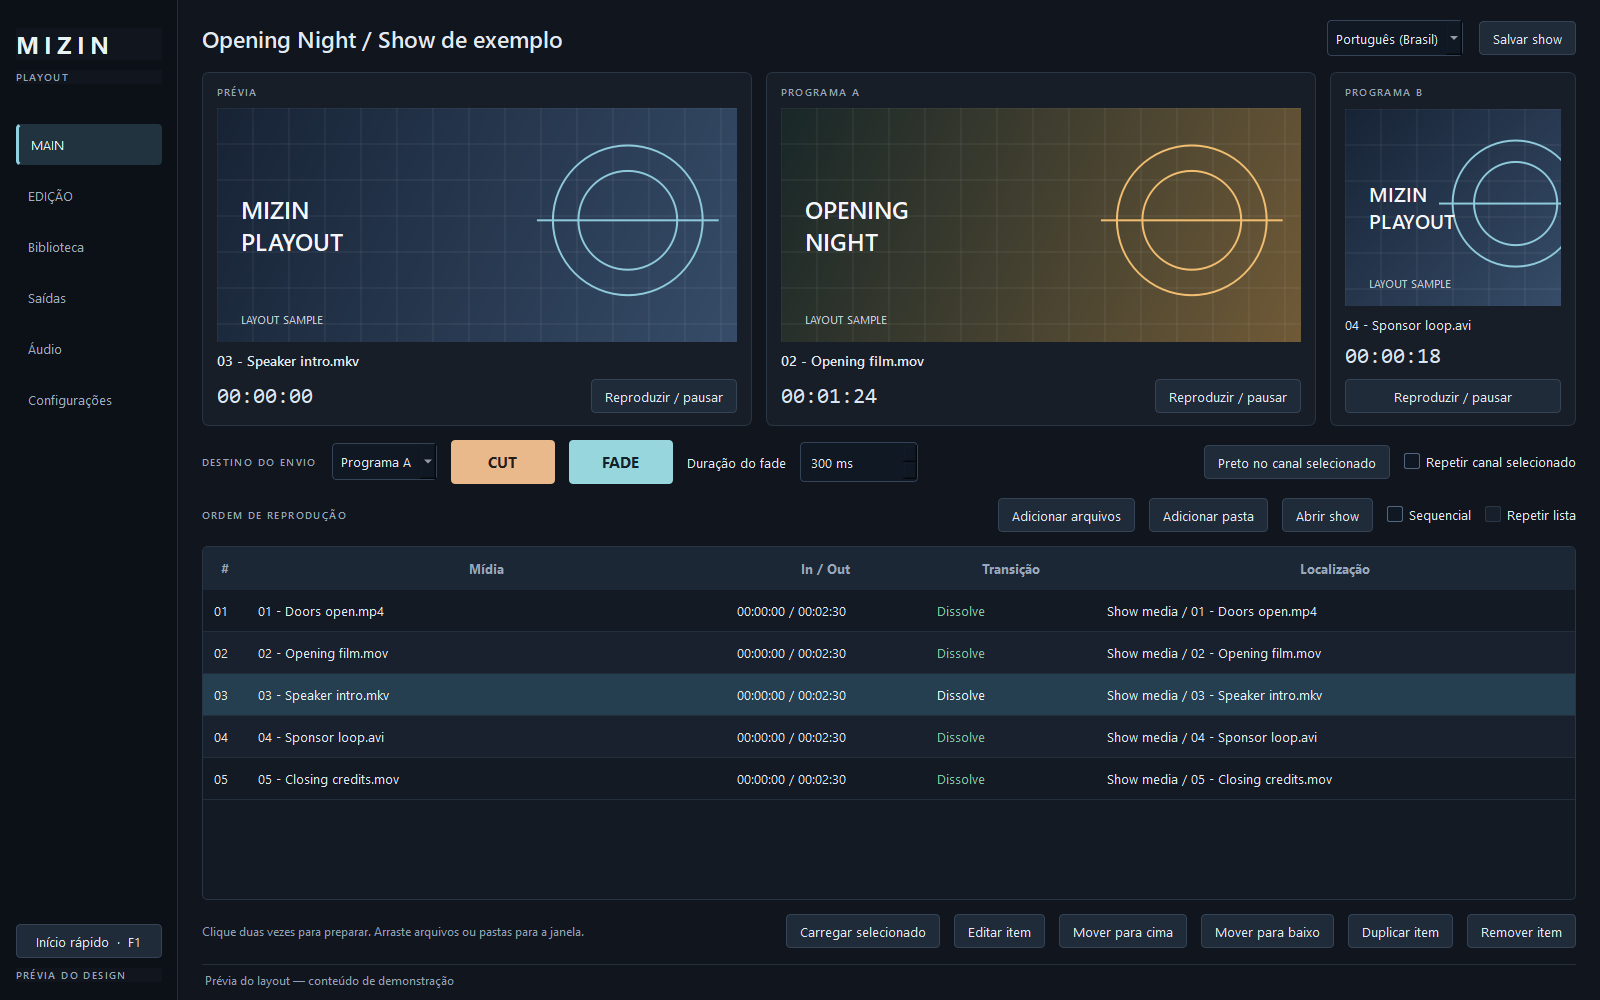 MIZIN
PLAYOUT
MAIN
EDIÇÃO
Biblioteca
Saídas
Áudio
Configurações
Início rápido · F1
PRÉVIA DO DESIGN
Opening Night / Show de exemplo
Português (Brasil)
Salvar show
PRÉVIA
MIZIN
PLAYOUT
LAYOUT SAMPLE
03 - Speaker intro.mkv
00:00:00
Reproduzir / pausar
PROGRAMA A
OPENING
NIGHT
LAYOUT SAMPLE
02 - Opening film.mov
00:01:24
Reproduzir / pausar
PROGRAMA B
MIZIN
PLAYOUT
LAYOUT SAMPLE
04 - Sponsor loop.avi
00:00:18
Reproduzir / pausar
DESTINO DO ENVIO Programa A CUT FADE Duração do fade 300 ms Preto no canal selecionado Repetir canal selecionado
ORDEM DE REPRODUÇÃO Adicionar arquivos Adicionar pasta Abrir show Sequencial Repetir lista
# Mídia In / Out Transição Localização
01 01 - Doors open.mp4 00:00:00 / 00:02:30 Dissolve Show media / 01 - Doors open.mp4
02 02 - Opening film.mov 00:00:00 / 00:02:30 Dissolve Show media / 02 - Opening film.mov
03 03 - Speaker intro.mkv 00:00:00 / 00:02:30 Dissolve Show media / 03 - Speaker intro.mkv
04 04 - Sponsor loop.avi 00:00:00 / 00:02:30 Dissolve Show media / 04 - Sponsor loop.avi
05 05 - Closing credits.mov 00:00:00 / 00:02:30 Dissolve Show media / 05 - Closing credits.mov
Clique duas vezes para preparar. Arraste arquivos ou pastas para a janela. Carregar selecionado Editar item Mover para cima Mover para baixo Duplicar item Remover item
Prévia do layout — conteúdo de demonstração